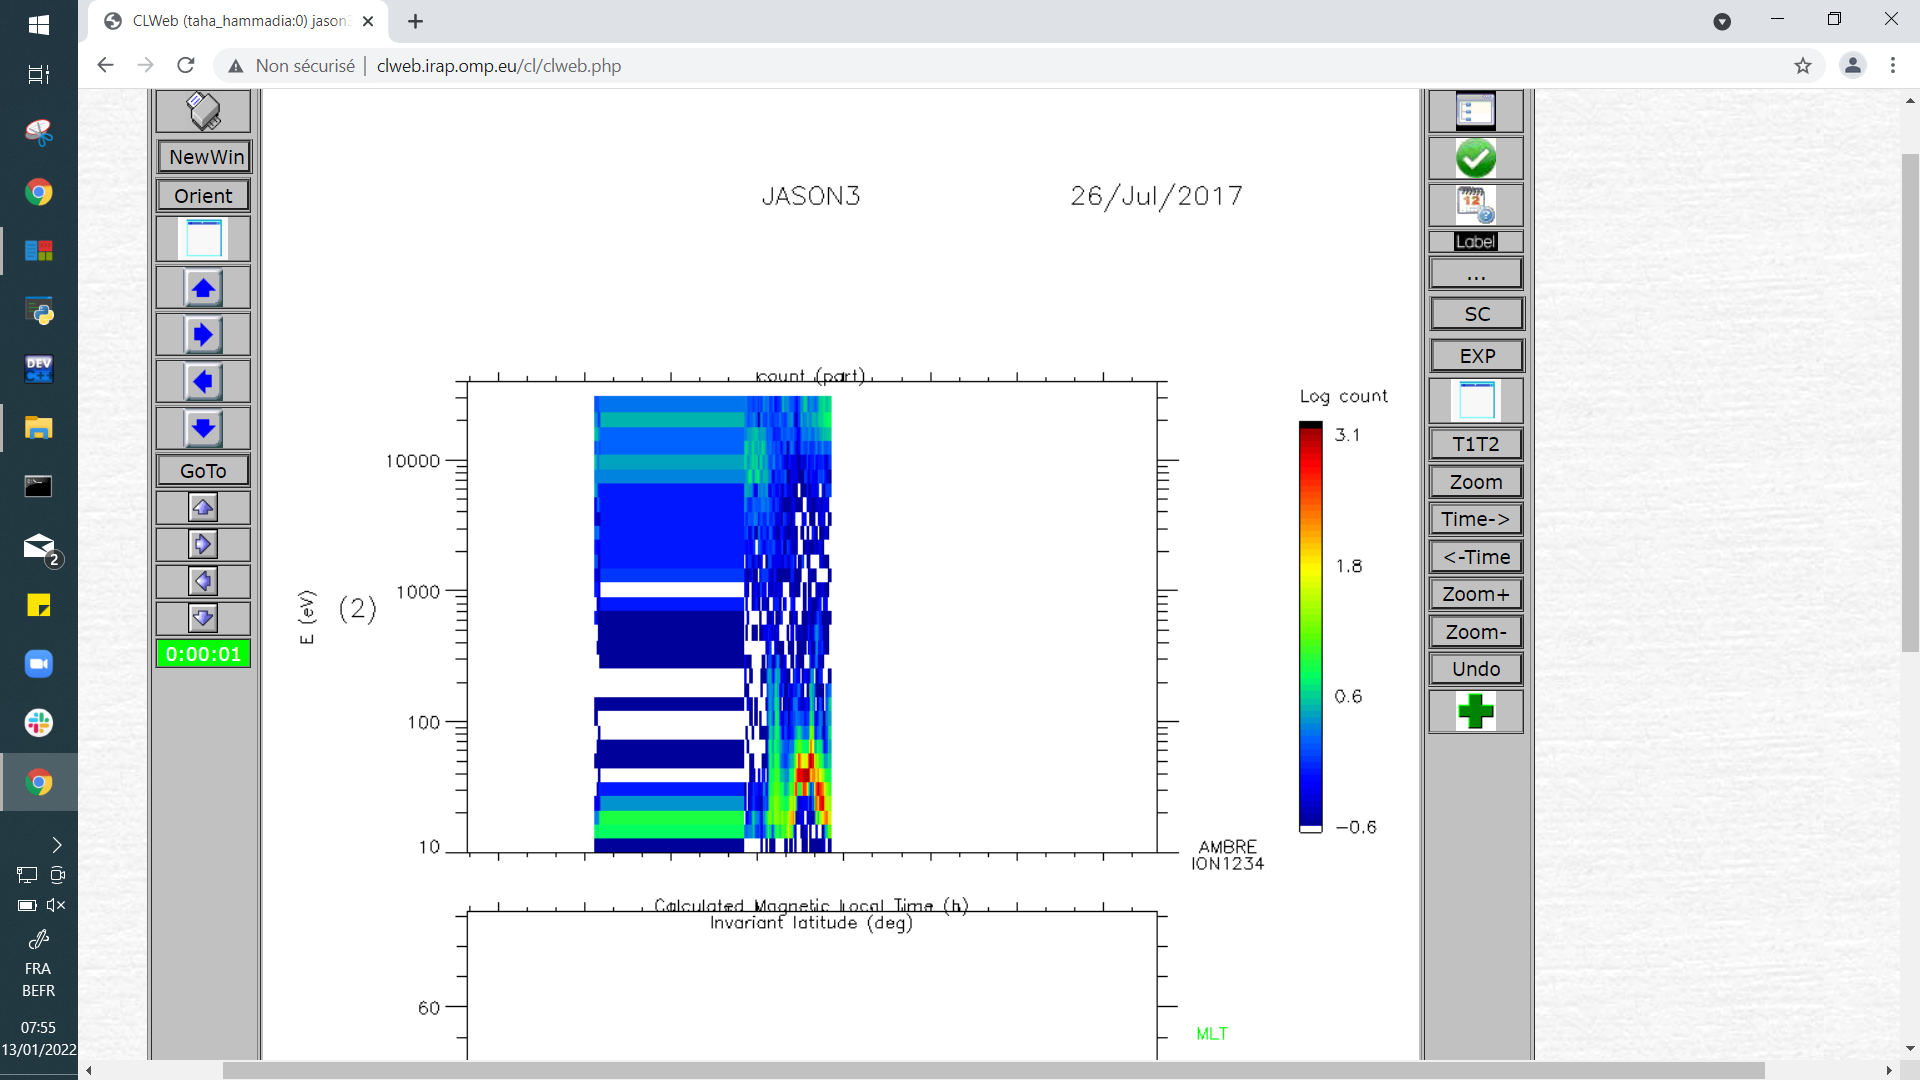 CLWeb (taha_hammadia:0) jason3
Non sécurisé | clweb.irap.omp.eu/cl/clweb.php
NewWin
Orient
GoTo
0:00:01
JASON3 26/Jul/2017
count (part)
Log count
3.1
1.8
0.6
−0.6
10000
1000
100
10
E (eV)
(2)
AMBRE
ION1234
Calculated Magnetic Local Time (h)
Invariant latitude (deg)
60
MLT
12
Label
...
SC
EXP
T1T2
Zoom
Time->
<-Time
Zoom+
Zoom-
Undo
DEV
C++
2
FRA
BEFR
07:55
13/01/2022